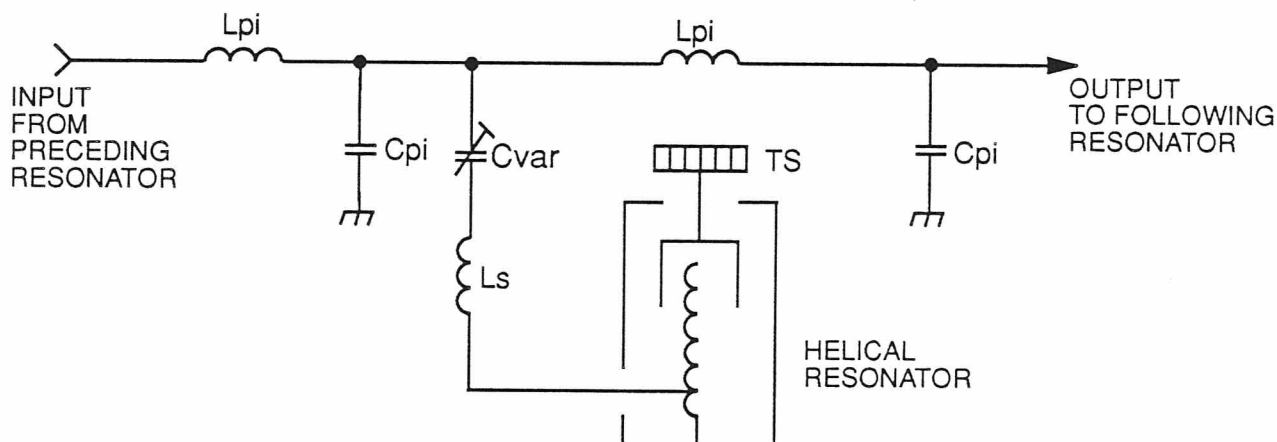 Lpi
Lpi
INPUT
FROM
PRECEDING
RESONATOR
OUTPUT
TO FOLLOWING
RESONATOR
Cpi
Cvar
TS
Cpi
Ls
HELICAL
RESONATOR